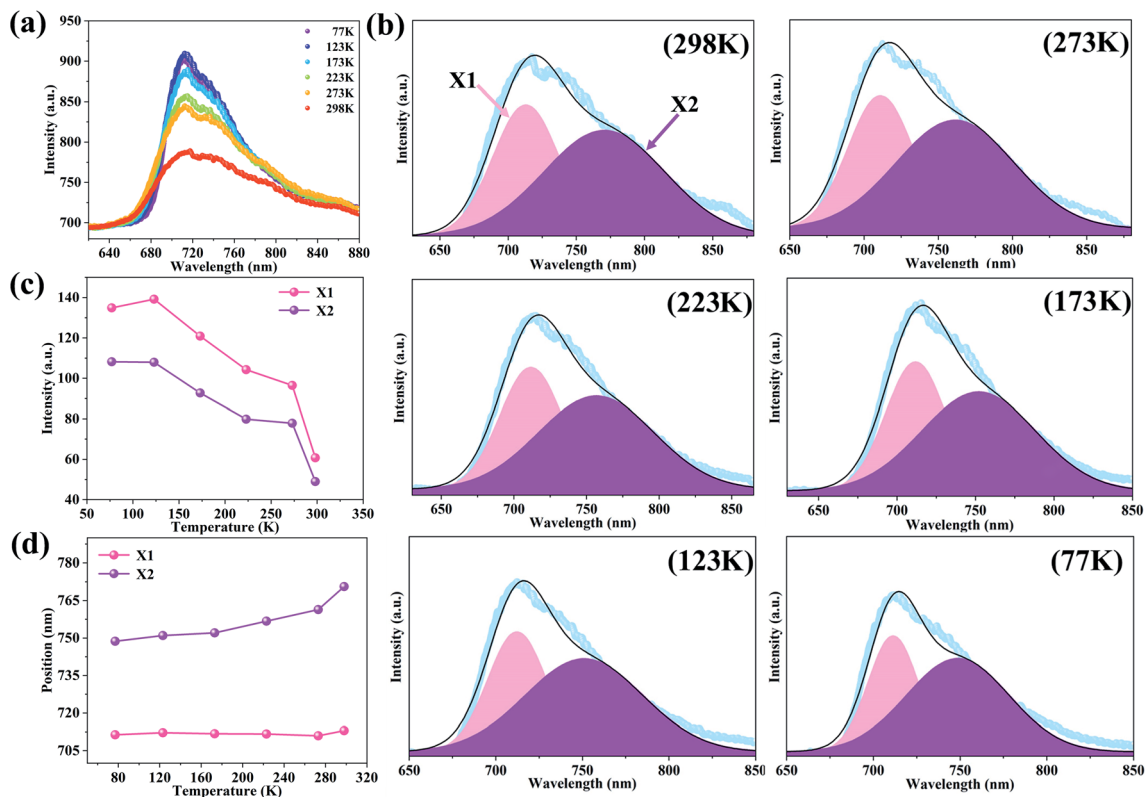 (a)
950
900
850
800
750
700
Intensity (a.u.)
640 680 720 760 800 840 880
Wavelength (nm)
77K
123K
173K
223K
273K
298K
(b)
(298K)
X1
X2
Intensity (a.u.)
700 750 800 850
Wavelength (nm)
(273K)
Intensity (a.u.)
650 700 750 800 850
Wavelength (nm)
(c)
140
120
100
80
60
40
Intensity (a.u.)
50 100 150 200 250 300 350
Temperature (K)
X1
X2
(223K)
Intensity (a.u.)
650 700 750 800 850
Wavelength (nm)
(173K)
Intensity (a.u.)
650 700 750 800 850
Wavelength (nm)
(d)
780
765
750
735
720
705
Position (nm)
80 120 160 200 240 280 320
Temperature (K)
X1
X2
(123K)
Intensity (a.u.)
650 700 750 800 850
Wavelength (nm)
(77K)
Intensity (a.u.)
650 700 750 800 850
Wavelength (nm)